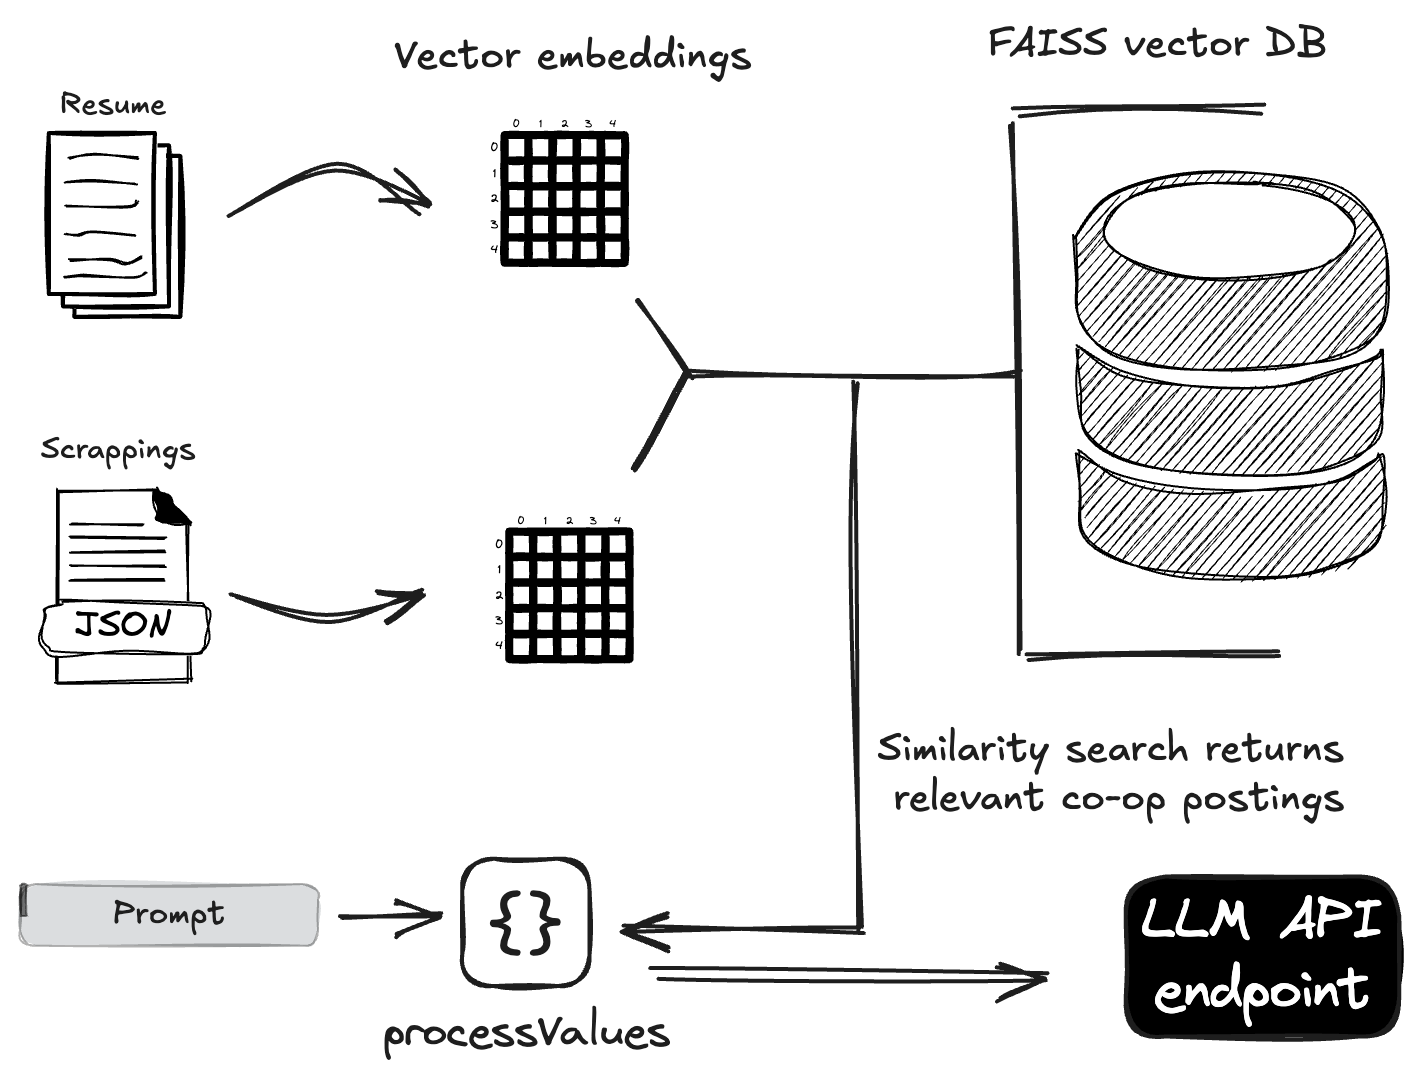 Vector embeddings
FAISS vector DB
Resume
0 1 2 3 4
0
1
2
3
4
Scrappings
JSON
0 1 2 3 4
0
1
2
3
4
Similarity search returns
relevant co-op postings
Prompt
{}
processValues
LLM API
endpoint